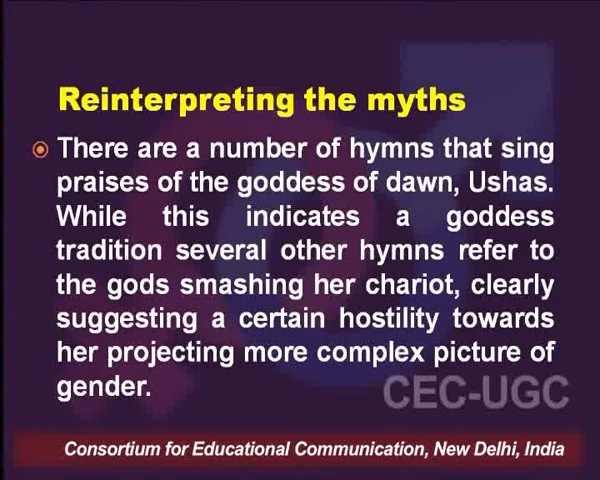 Reinterpreting the myths
There are a number of hymns that sing
praises of the goddess of dawn, Ushas.
While this indicates a goddess
tradition several other hymns refer to
the gods smashing her chariot, clearly
suggesting a certain hostility towards
her projecting more complex picture of
gender.
CEC-UGC
Consortium for Educational Communication, New Delhi, India